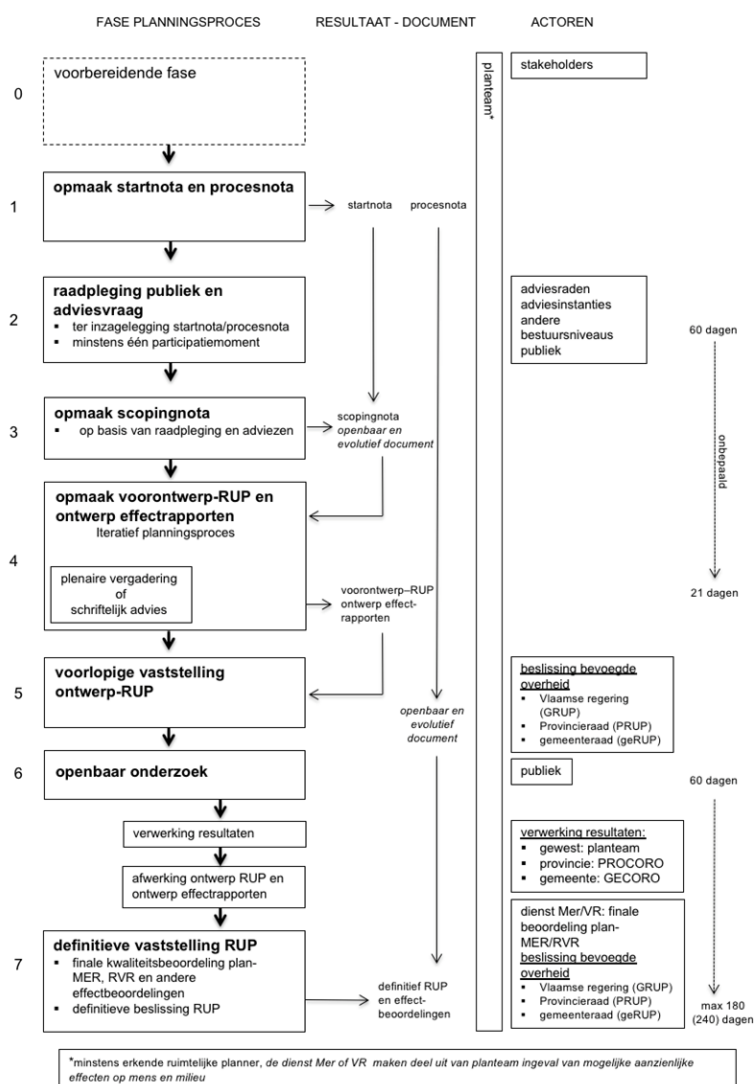 FASE PLANNINGSPROCES
RESULTAAT - DOCUMENT
ACTOREN
planteam*
0
voorbereidende fase
stakeholders
1
opmaak startnota en procesnota
startnota
procesnota
2
raadpleging publiek en
adviesvraag
▪ ter inzagelegging startnota/procesnota
▪ minstens één participatiemoment
adviesraden
adviesinstanties
andere
bestuursniveaus
publiek
60 dagen
3
opmaak scopingnota
▪ op basis van raadpleging en adviezen
scopingnota
openbaar en
evolutief document
onbepaald
4
opmaak voorontwerp-RUP en
ontwerp effectrapporten
Iteratief planningsproces
plenaire vergadering
of
schriftelijk advies
voorontwerp–RUP
ontwerp effect-
rapporten
21 dagen
5
voorlopige vaststelling
ontwerp-RUP
openbaar en
evolutief
document
beslissing bevoegde
overheid
▪ Vlaamse regering
(GRUP)
▪ Provincieraad (PRUP)
▪ gemeenteraad (geRUP)
6
openbaar onderzoek
publiek
60 dagen
verwerking resultaten
verwerking resultaten:
▪ gewest: planteam
▪ provincie: PROCORO
▪ gemeente: GECORO
afwerking ontwerp RUP en
ontwerp effectrapporten
7
definitieve vaststelling RUP
▪ finale kwaliteitsbeoordeling plan-
MER, RVR en andere
effectbeoordelingen
▪ definitieve beslissing RUP
definitief RUP
en effect-
beoordelingen
dienst Mer/VR: finale
beoordeling plan-
MER/RVR
beslissing bevoegde
overheid
▪ Vlaamse regering (GRUP)
▪ Provincieraad (PRUP)
▪ gemeenteraad (geRUP)
max 180
(240) dagen
*minstens erkende ruimtelijke planner, de dienst Mer of VR maken deel uit van planteam ingeval van mogelijke aanzienlijke
effecten op mens en milieu